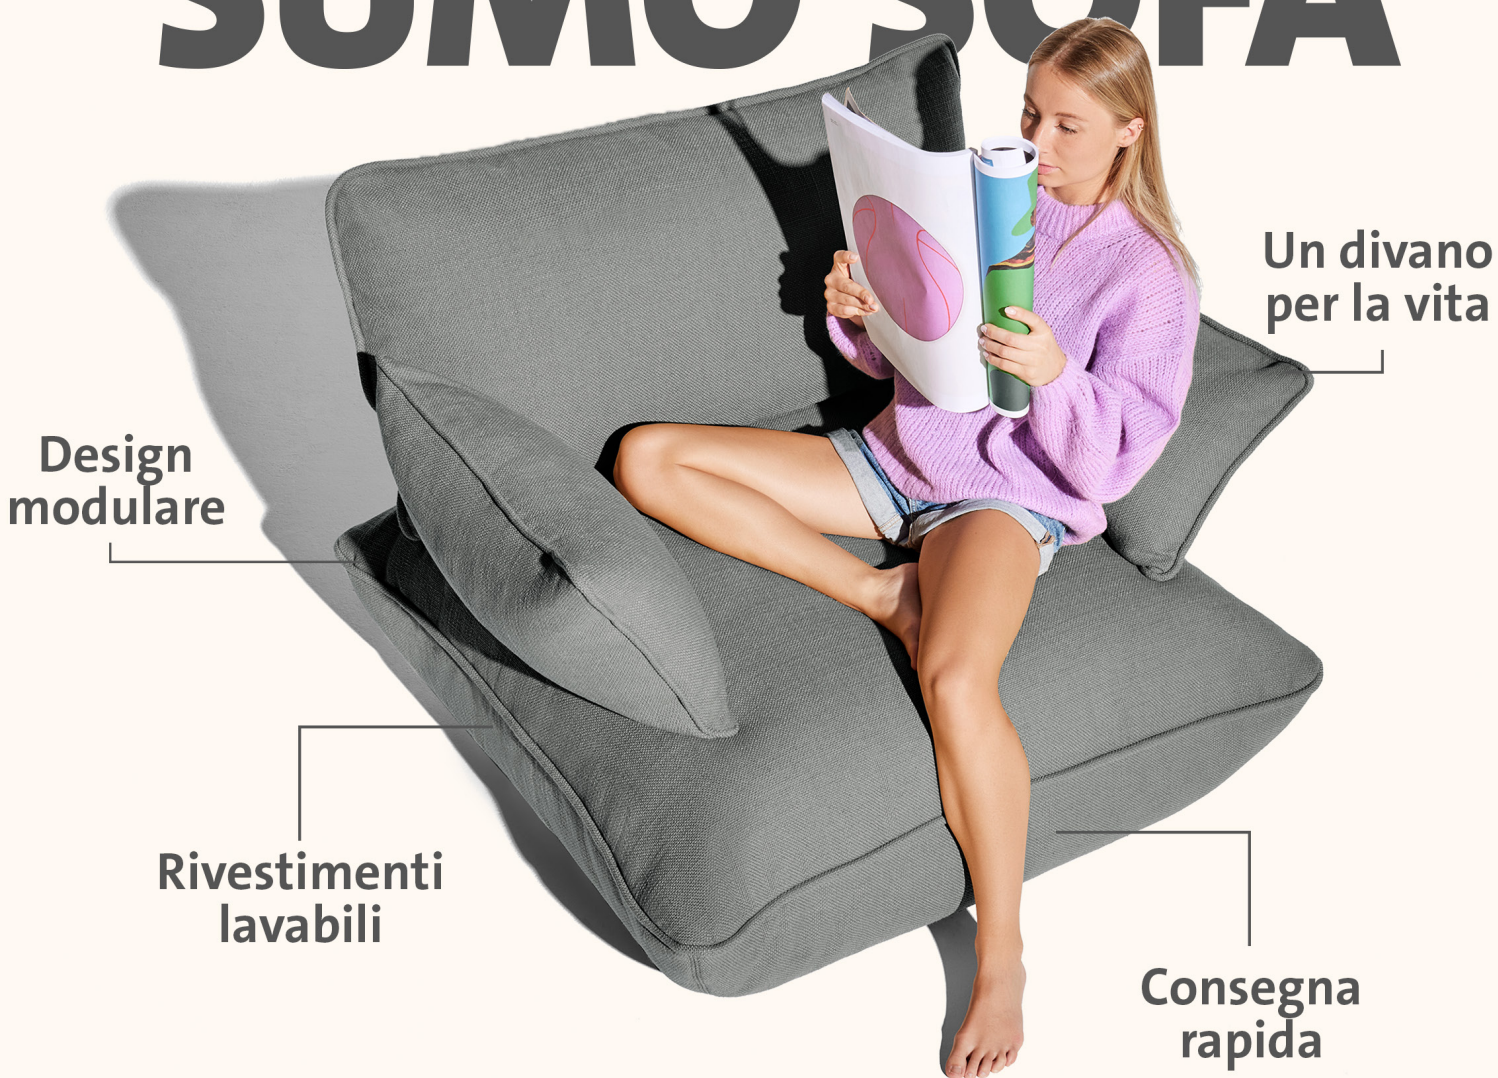 SUMO SOFA
Un divano
per la vita
Design
modulare
Rivestimenti
lavabili
Consegna
rapida